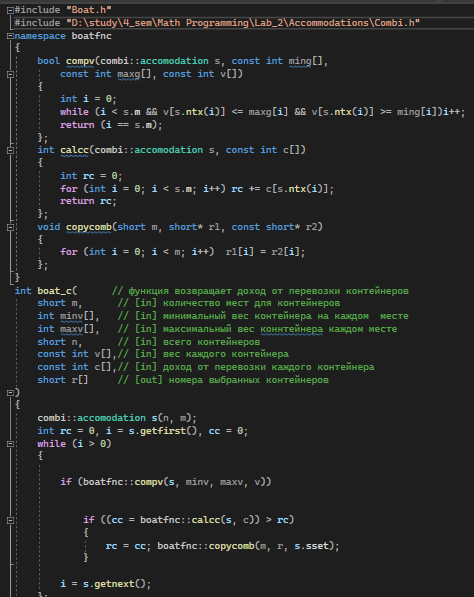 #include "Boat.h"
#include "D:\study\4_sem\Math Programging\Lab_2\Accommodations\Combi.h"
namespace boatfnc
{
    bool compv(combi::accomodation s, const int ming[],
        const int maxg[], const int v[])
    {
        int i = 0;
        while (i < s.m && v[s.ntx(i)] <= maxg[i] && v[s.ntx(i)] >= ming[i])i++;
        return (i == s.m);
    };
    int calcc(combi::accomodation s, const int c[])
    {
        int rc = 0;
        for (int i = 0; i < s.m; i++) rc += c[s.ntx(i)];
        return rc;
    };
    void copycomb(short m, short* r1, const short* r2)
    {
        for (int i = 0; i < m; i++)  r1[i] = r2[i];
    };
}
int boat_c(      // функция возвращает доход от перевозки контейнеров
    short m,      // [in] количество мест для контейнеров
    int minv[],   // [in] минимальный вес контейнера на каждом  месте
    int maxv[],   // [in] максимальный вес коннтейнера каждом месте
    short n,      // [in] всего контейнеров
    const int v[],// [in] вес каждого контейнера
    const int c[],// [in] доход от перевозки каждого контейнера
    short r[]     // [out] номера выбранных контейнеров
)
{
    combi::accomodation s(n, m);
    int rc = 0, i = s.getfirst(), cc = 0;
    while (i > 0)
    {
        if (boatfnc::compv(s, minv, maxv, v))
            if ((cc = boatfnc::calcc(s, c)) > rc)
            {
                rc = cc; boatfnc::copycomb(m, r, s.sset);
            }
        i = s.getnext();
    };